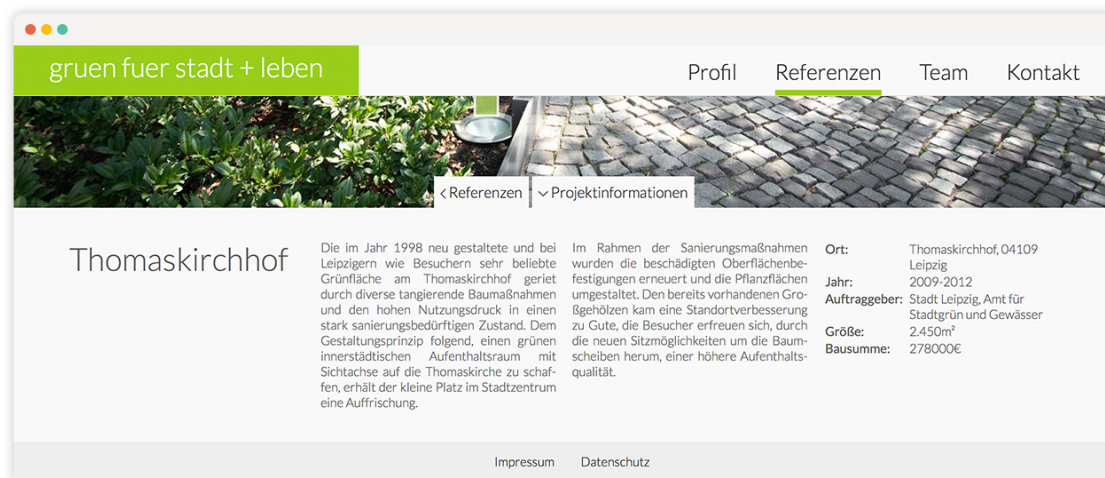 gruen fuer stadt + leben
Profil Referenzen Team Kontakt
Referenzen Projektinformationen
Thomaskirchhof
Die im Jahr 1998 neu gestaltete und bei
Leipzigern wie Besuchern sehr beliebte
Grünfläche am Thomaskirchhof geriet
durch diverse tangierende Baumaßnahmen
und den hohen Nutzungsdruck in einen
stark sanierungsbedürftigen Zustand. Dem
Gestaltungsprinzip folgend, einen grünen
innerstädtischen Aufenthaltsraum mit
Sichtachse auf die Thomaskirche zu schaf-
fen, erhält der kleine Platz im Stadtzentrum
eine Auffrischung.
Im Rahmen der Sanierungsmaßnahmen
wurden die beschädigten Oberflächenbe-
festigungen erneuert und die Pflanzflächen
umgestaltet. Den bereits vorhandenen Gro-
ßgehölzen kam eine Standortverbesserung
zu Gute, die Besucher erfreuen sich, durch
die neuen Sitzmöglichkeiten um die Baum-
scheiben herum, einer höhere Aufenthalts-
qualität.
Ort: Thomaskirchhof, 04109
Leipzig
Jahr: 2009-2012
Auftraggeber: Stadt Leipzig, Amt für
Stadtgrün und Gewässer
Größe: 2.450m²
Bausumme: 278000€
Impressum Datenschutz